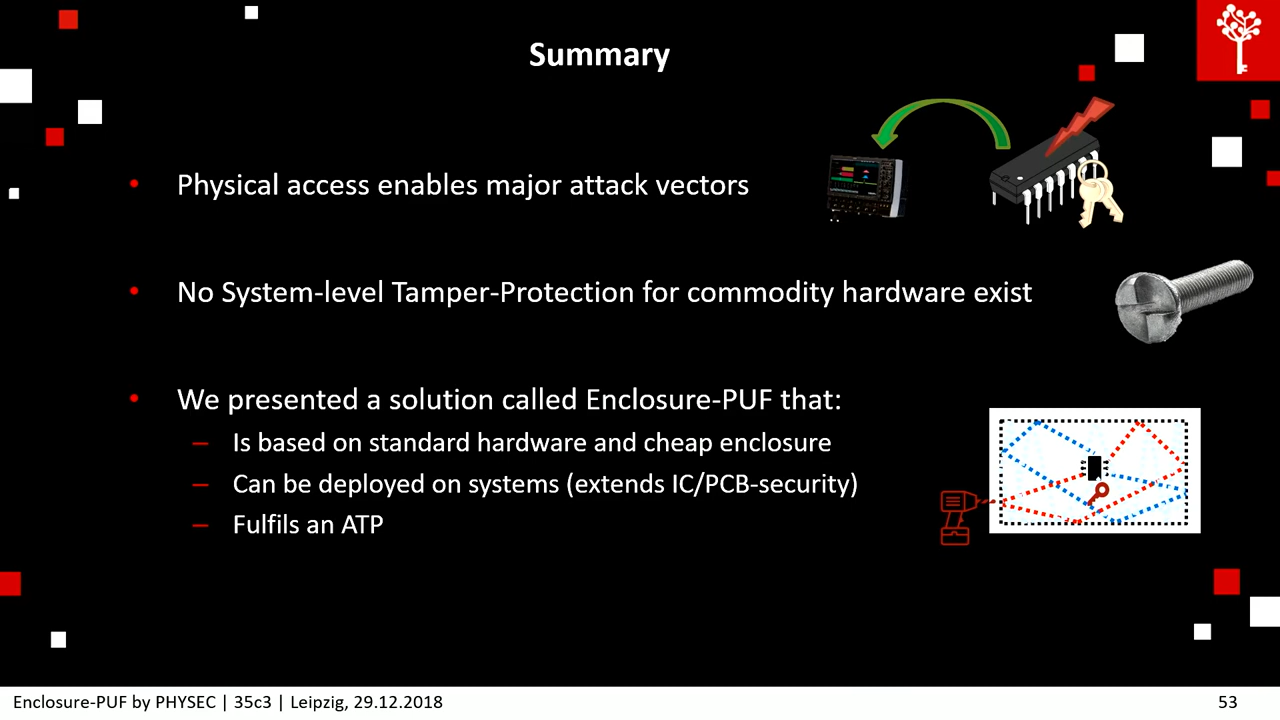 Summary
• Physical access enables major attack vectors
• No System-level Tamper-Protection for commodity hardware exist
• We presented a solution called Enclosure-PUF that:
– Is based on standard hardware and cheap enclosure
– Can be deployed on systems (extends IC/PCB-security)
– Fulfils an ATP
Enclosure-PUF by PHYSEC | 35c3 | Leipzig, 29.12.2018
53